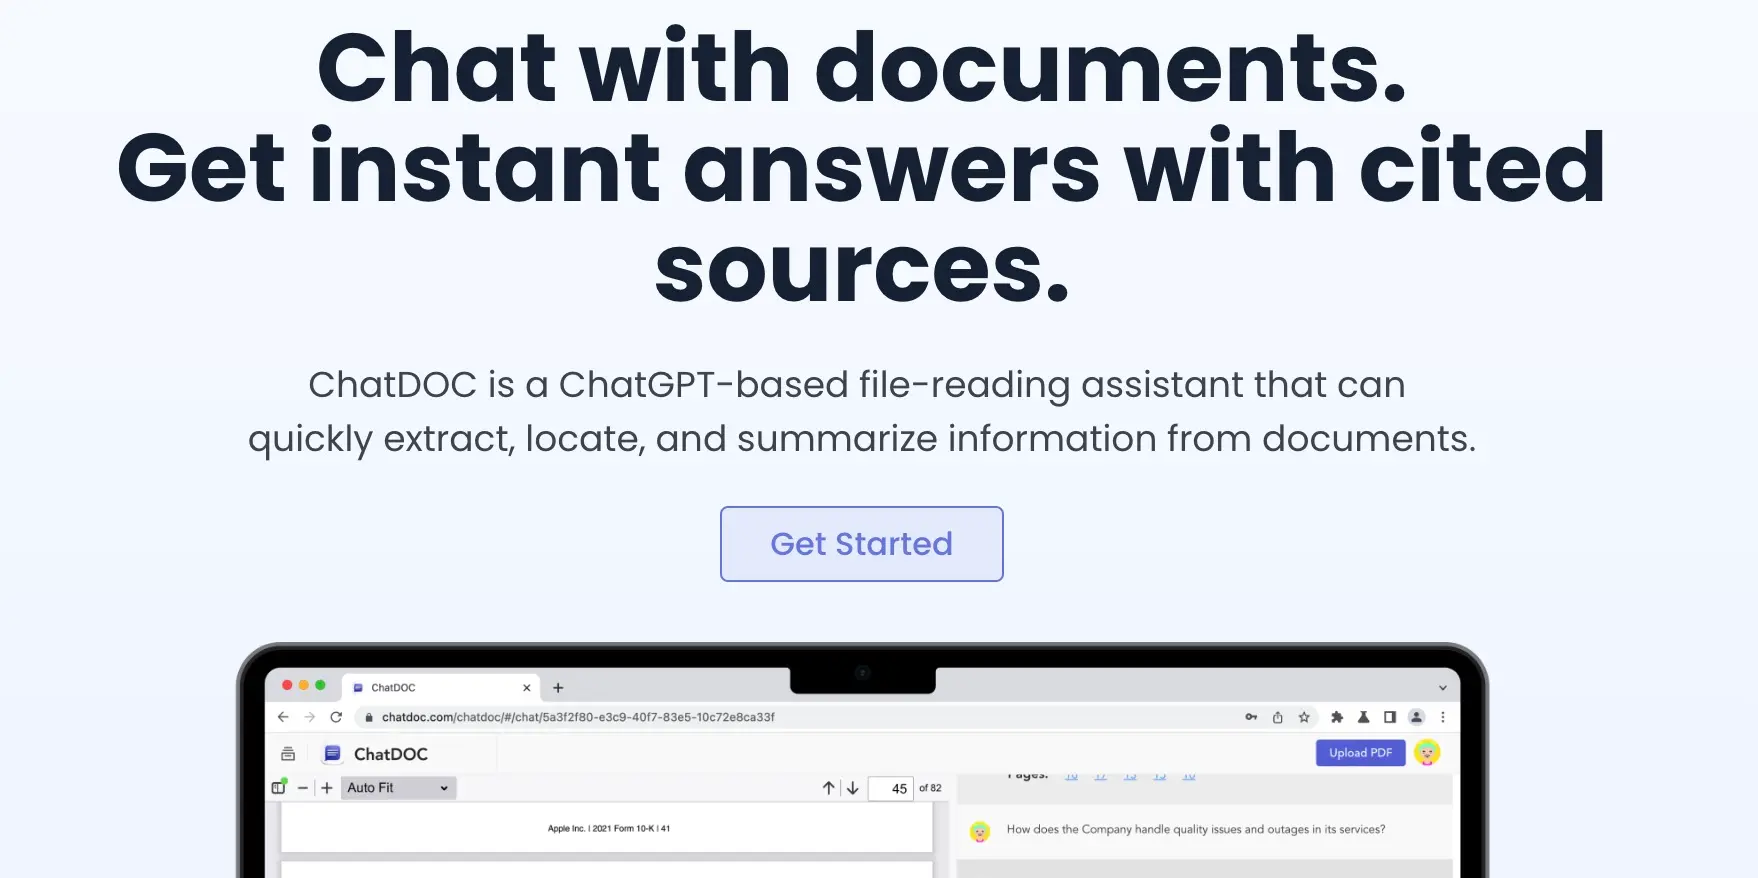 Chat with documents.
Get instant answers with cited
sources.
ChatDOC is a ChatGPT-based file-reading assistant that can
quickly extract, locate, and summarize information from documents.
Get Started
ChatDOC
chatdoc.com/chatdoc/#/chat/5a3f2f80-e3c9-40f7-83e5-10c72e8ca33f
ChatDOC
Upload PDF
Auto Fit
45 of 82
Pages:
Apple Inc. | 2021 Form 10-K | 41
How does the Company handle quality issues and outages in its services?